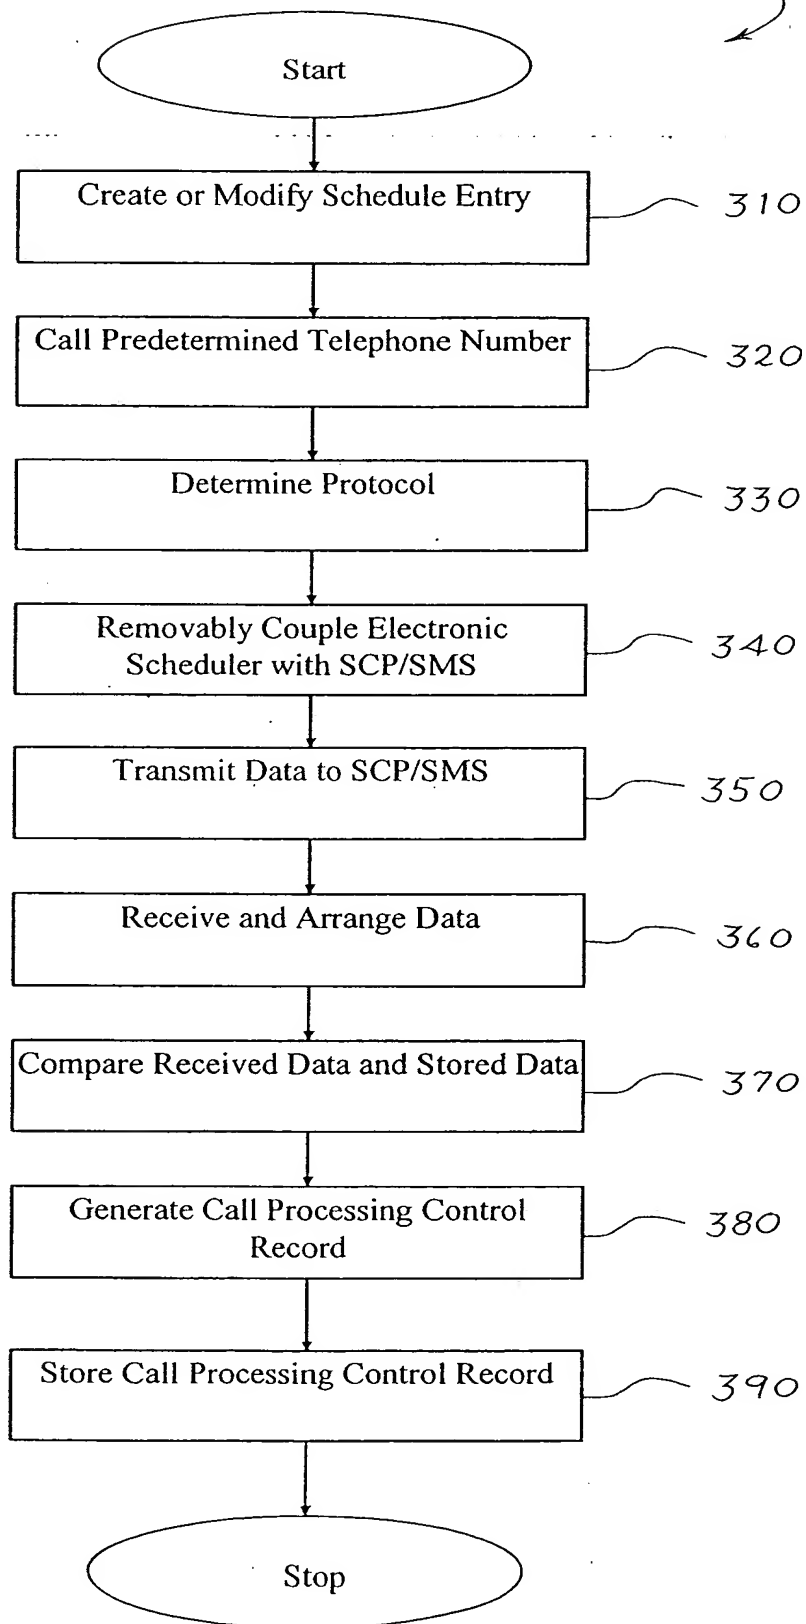 Start
Create or Modify Schedule Entry
310
Call Predetermined Telephone Number
320
Determine Protocol
330
Removably Couple Electronic
Scheduler with SCP/SMS
340
Transmit Data to SCP/SMS
350
Receive and Arrange Data
360
Compare Received Data and Stored Data
370
Generate Call Processing Control
Record
380
Store Call Processing Control Record
390
Stop